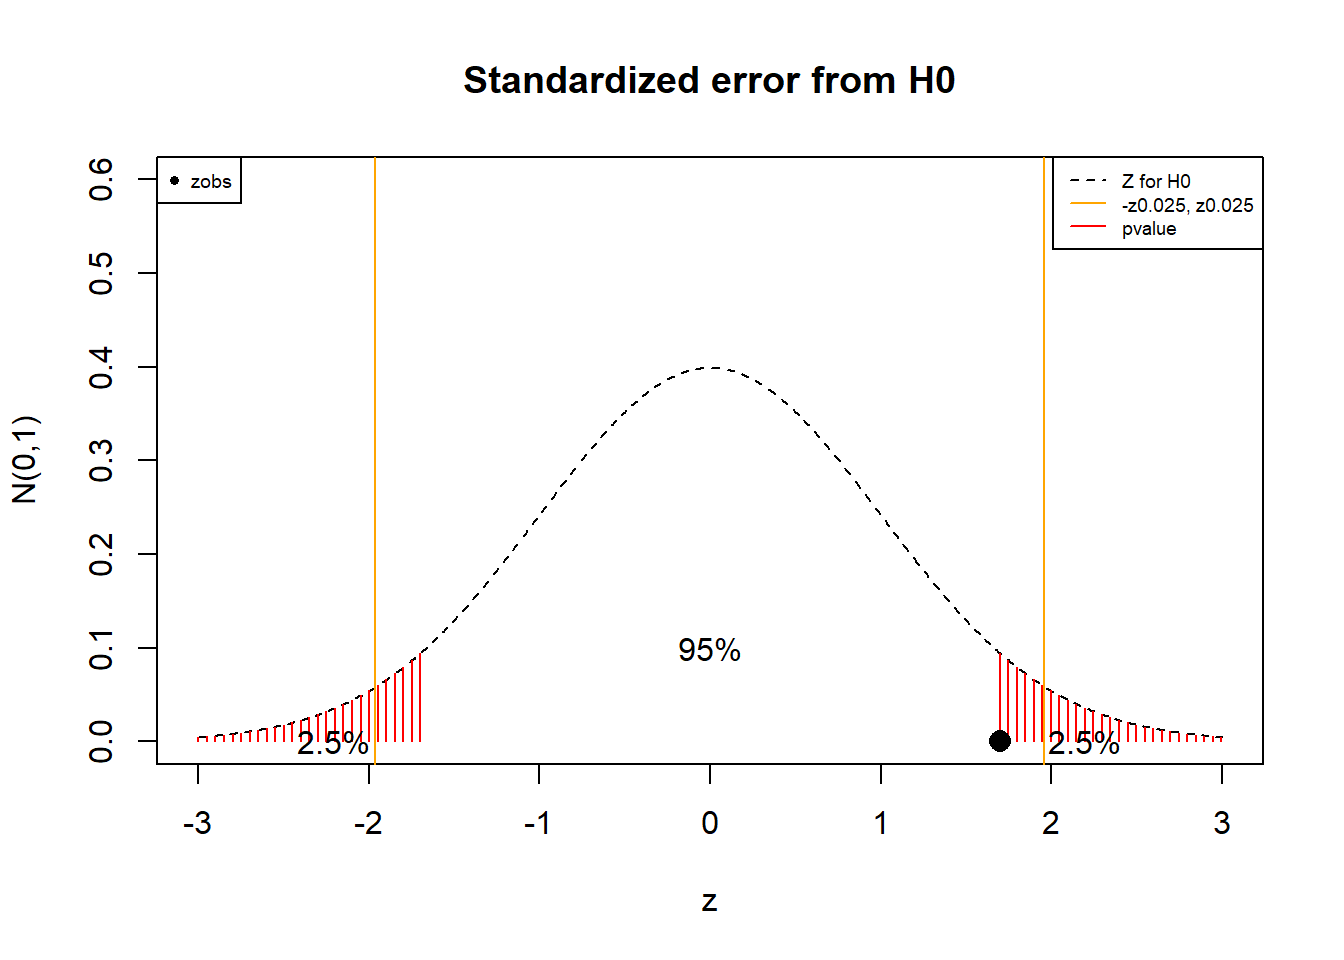 Standardized error from H0
zobs
Z for H0
-z0.025, z0.025
pvalue
N(0,1)
0.6
0.5
0.4
0.3
0.2
0.1
0.0
95%
2.5%
2.5%
-3 -2 -1 0 1 2 3
z